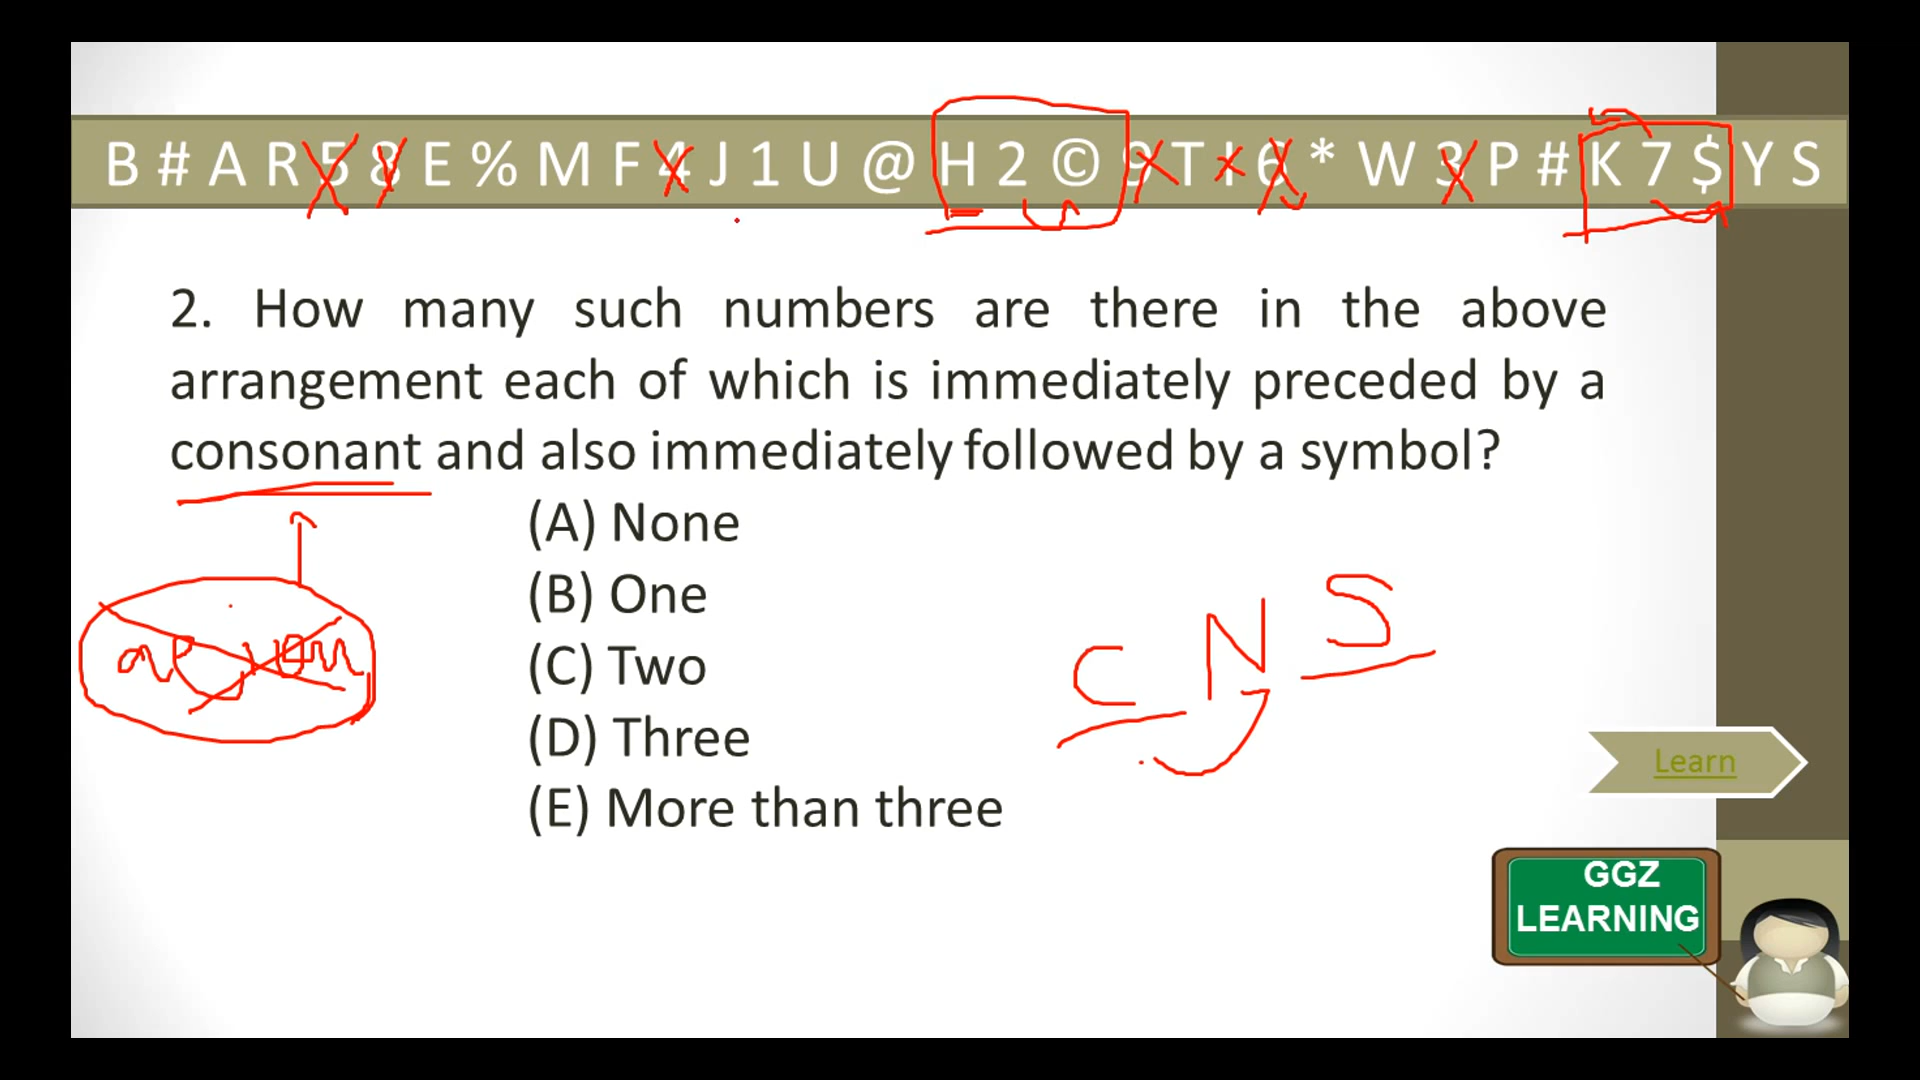 B # A R 5 8 E % M F 4 J 1 U @ H 2 © 9 T I 6 * W 3 P # K 7 $ Y S
2. How many such numbers are there in the above
arrangement each of which is immediately preceded by a
consonant and also immediately followed by a symbol?
(A) None
(B) One
(C) Two
(D) Three
(E) More than three
C N S
Learn
GGZ
LEARNING